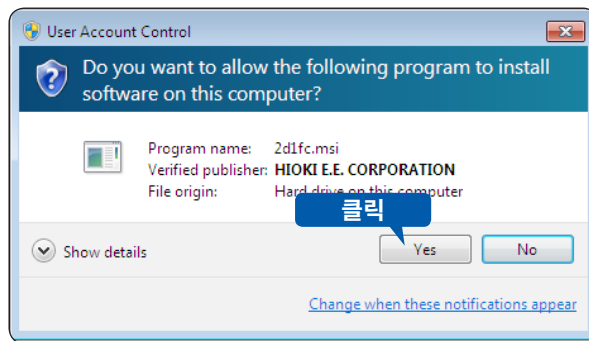 User Account Control
Do you want to allow the following program to install
software on this computer?
Program name: 2d1fc.msi
Verified publisher: HIOKI E.E. CORPORATION
File origin: Hard drive on this computer
클릭
Show details
Yes
No
Change when these notifications appear